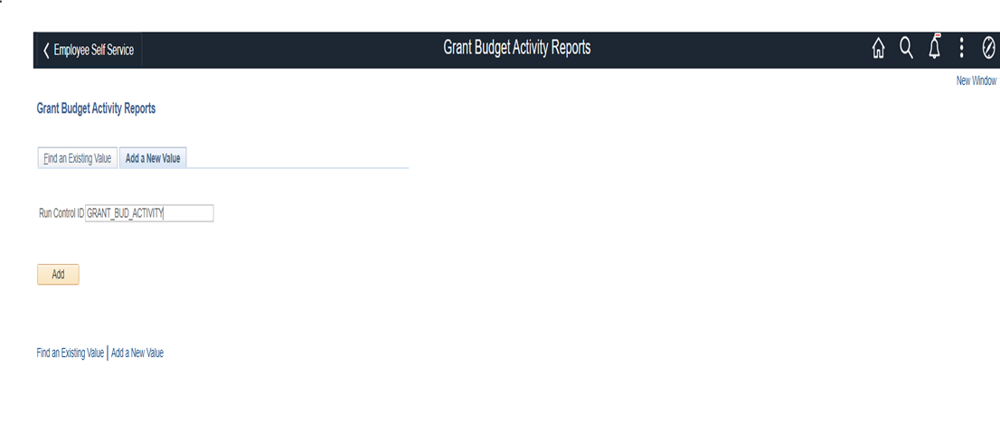 Employee Self Service Grant Budget Activity Reports
New Window
Grant Budget Activity Reports
Find an Existing Value Add a New Value
Run Control ID GRANT_BUD_ACTIVITY
Add
Find an Existing Value | Add a New Value